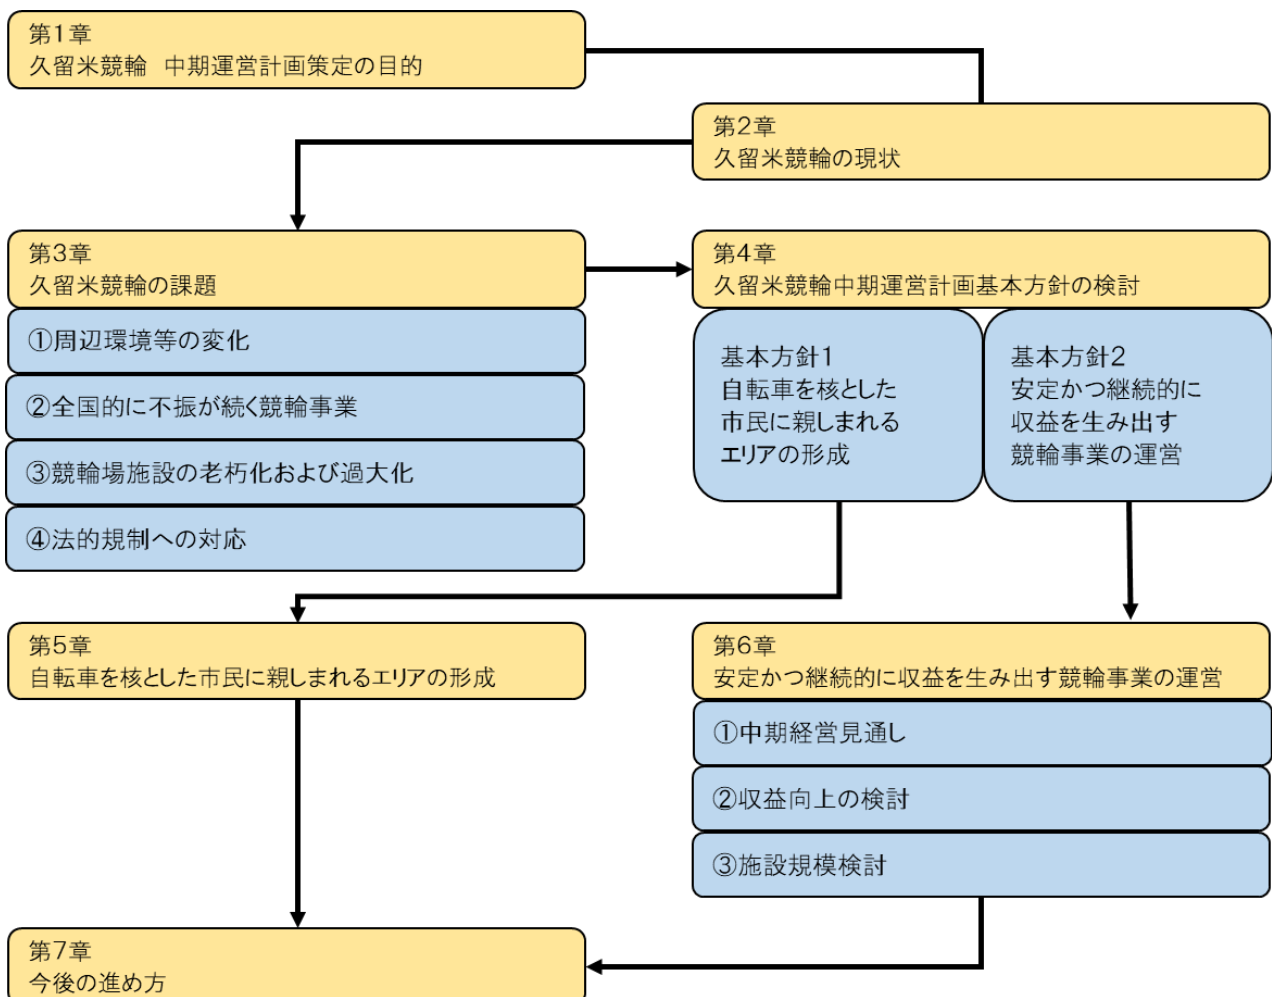 第1章
久留米競輪　中期運営計画策定の目的
第2章
久留米競輪の現状
第3章
久留米競輪の課題
①周辺環境等の変化
②全国的に不振が続く競輪事業
③競輪場施設の老朽化および過大化
④法的規制への対応
第4章
久留米競輪中期運営計画基本方針の検討
基本方針1
自転車を核とした
市民に親しまれる
エリアの形成
基本方針2
安定かつ継続的に
収益を生み出す
競輪事業の運営
第5章
自転車を核とした市民に親しまれるエリアの形成
第6章
安定かつ継続的に収益を生み出す競輪事業の運営
①中期経営見通し
②収益向上の検討
③施設規模検討
第7章
今後の進め方